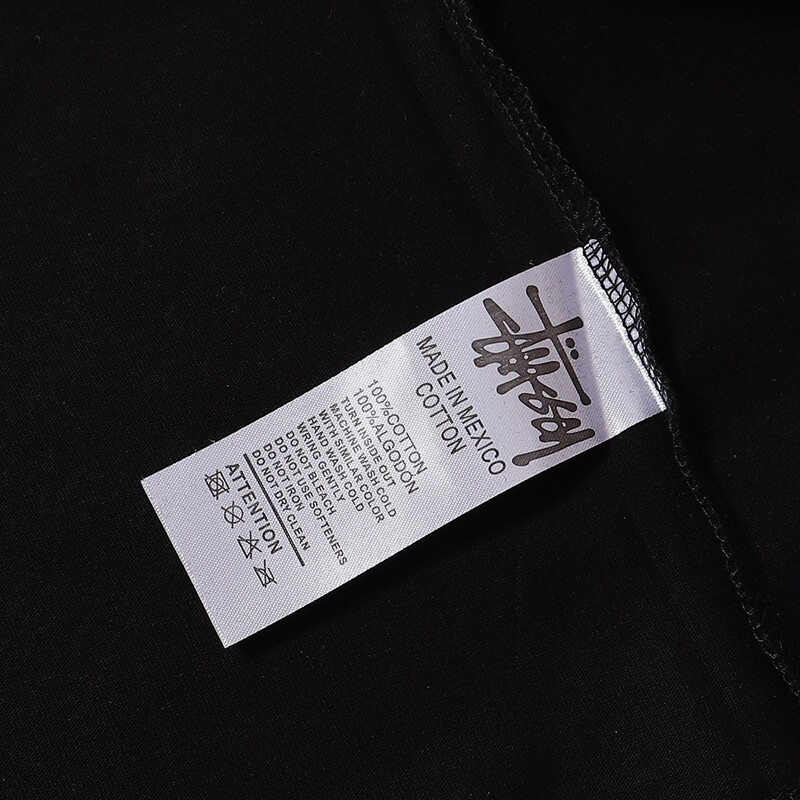 Stüssy
MADE IN MEXICO
COTTON
100%COTTON
100%ALGODON
TURN INSIDE OUT
MACHINE WASH COLD
WITH SIMILAR COLOR
HAND WASH COLD
WRING GENTLY
DO NOT BLEACH
DO NOT USE SOFTENERS
DO NOT IRON
DO NOT DRY CLEAN
ATTENTION